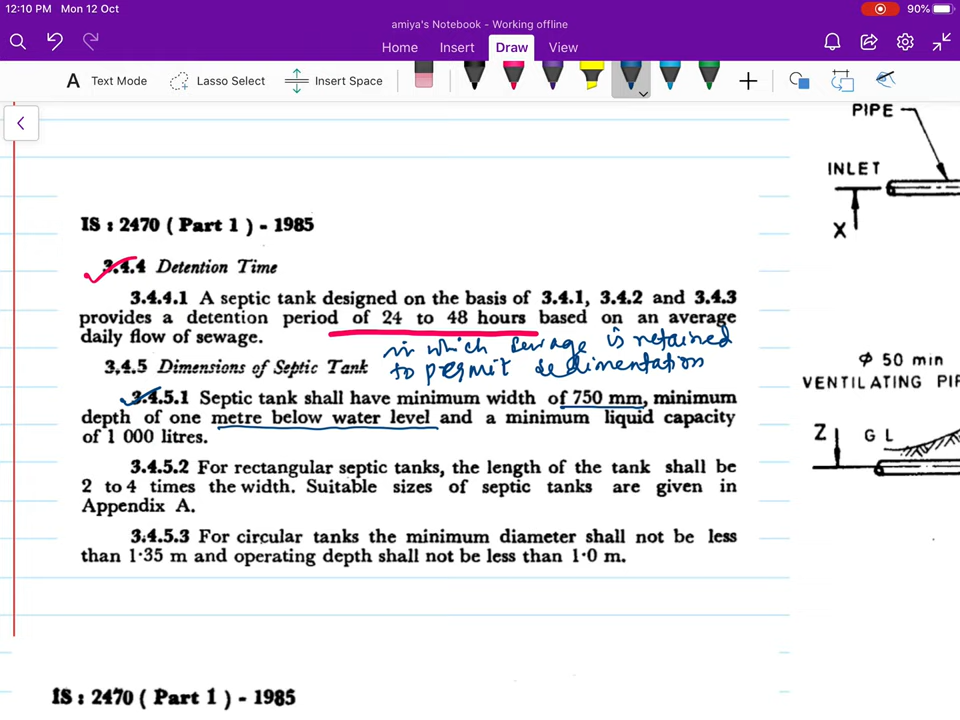 12:10 PM Mon 12 Oct
90%
amiya's Notebook - Working offline
Home Insert Draw View
A Text Mode Lasso Select Insert Space
PIPE
INLET
X
IS : 2470 ( Part 1 ) - 1985
3.4.4 Detention Time
3.4.4.1 A septic tank designed on the basis of 3.4.1, 3.4.2 and 3.4.3
provides a detention period of 24 to 48 hours based on an average
daily flow of sewage.
in which sewage is retained
to permit sedimentation
3.4.5 Dimensions of Septic Tank
3.4.5.1 Septic tank shall have minimum width of 750 mm, minimum
depth of one metre below water level and a minimum liquid capacity
of 1 000 litres.
3.4.5.2 For rectangular septic tanks, the length of the tank shall be
2 to 4 times the width. Suitable sizes of septic tanks are given in
Appendix A.
3.4.5.3 For circular tanks the minimum diameter shall not be less
than 1·35 m and operating depth shall not be less than 1·0 m.
ϕ 50 min
VENTILATING PIP
Z G L
IS : 2470 ( Part 1 ) - 1985